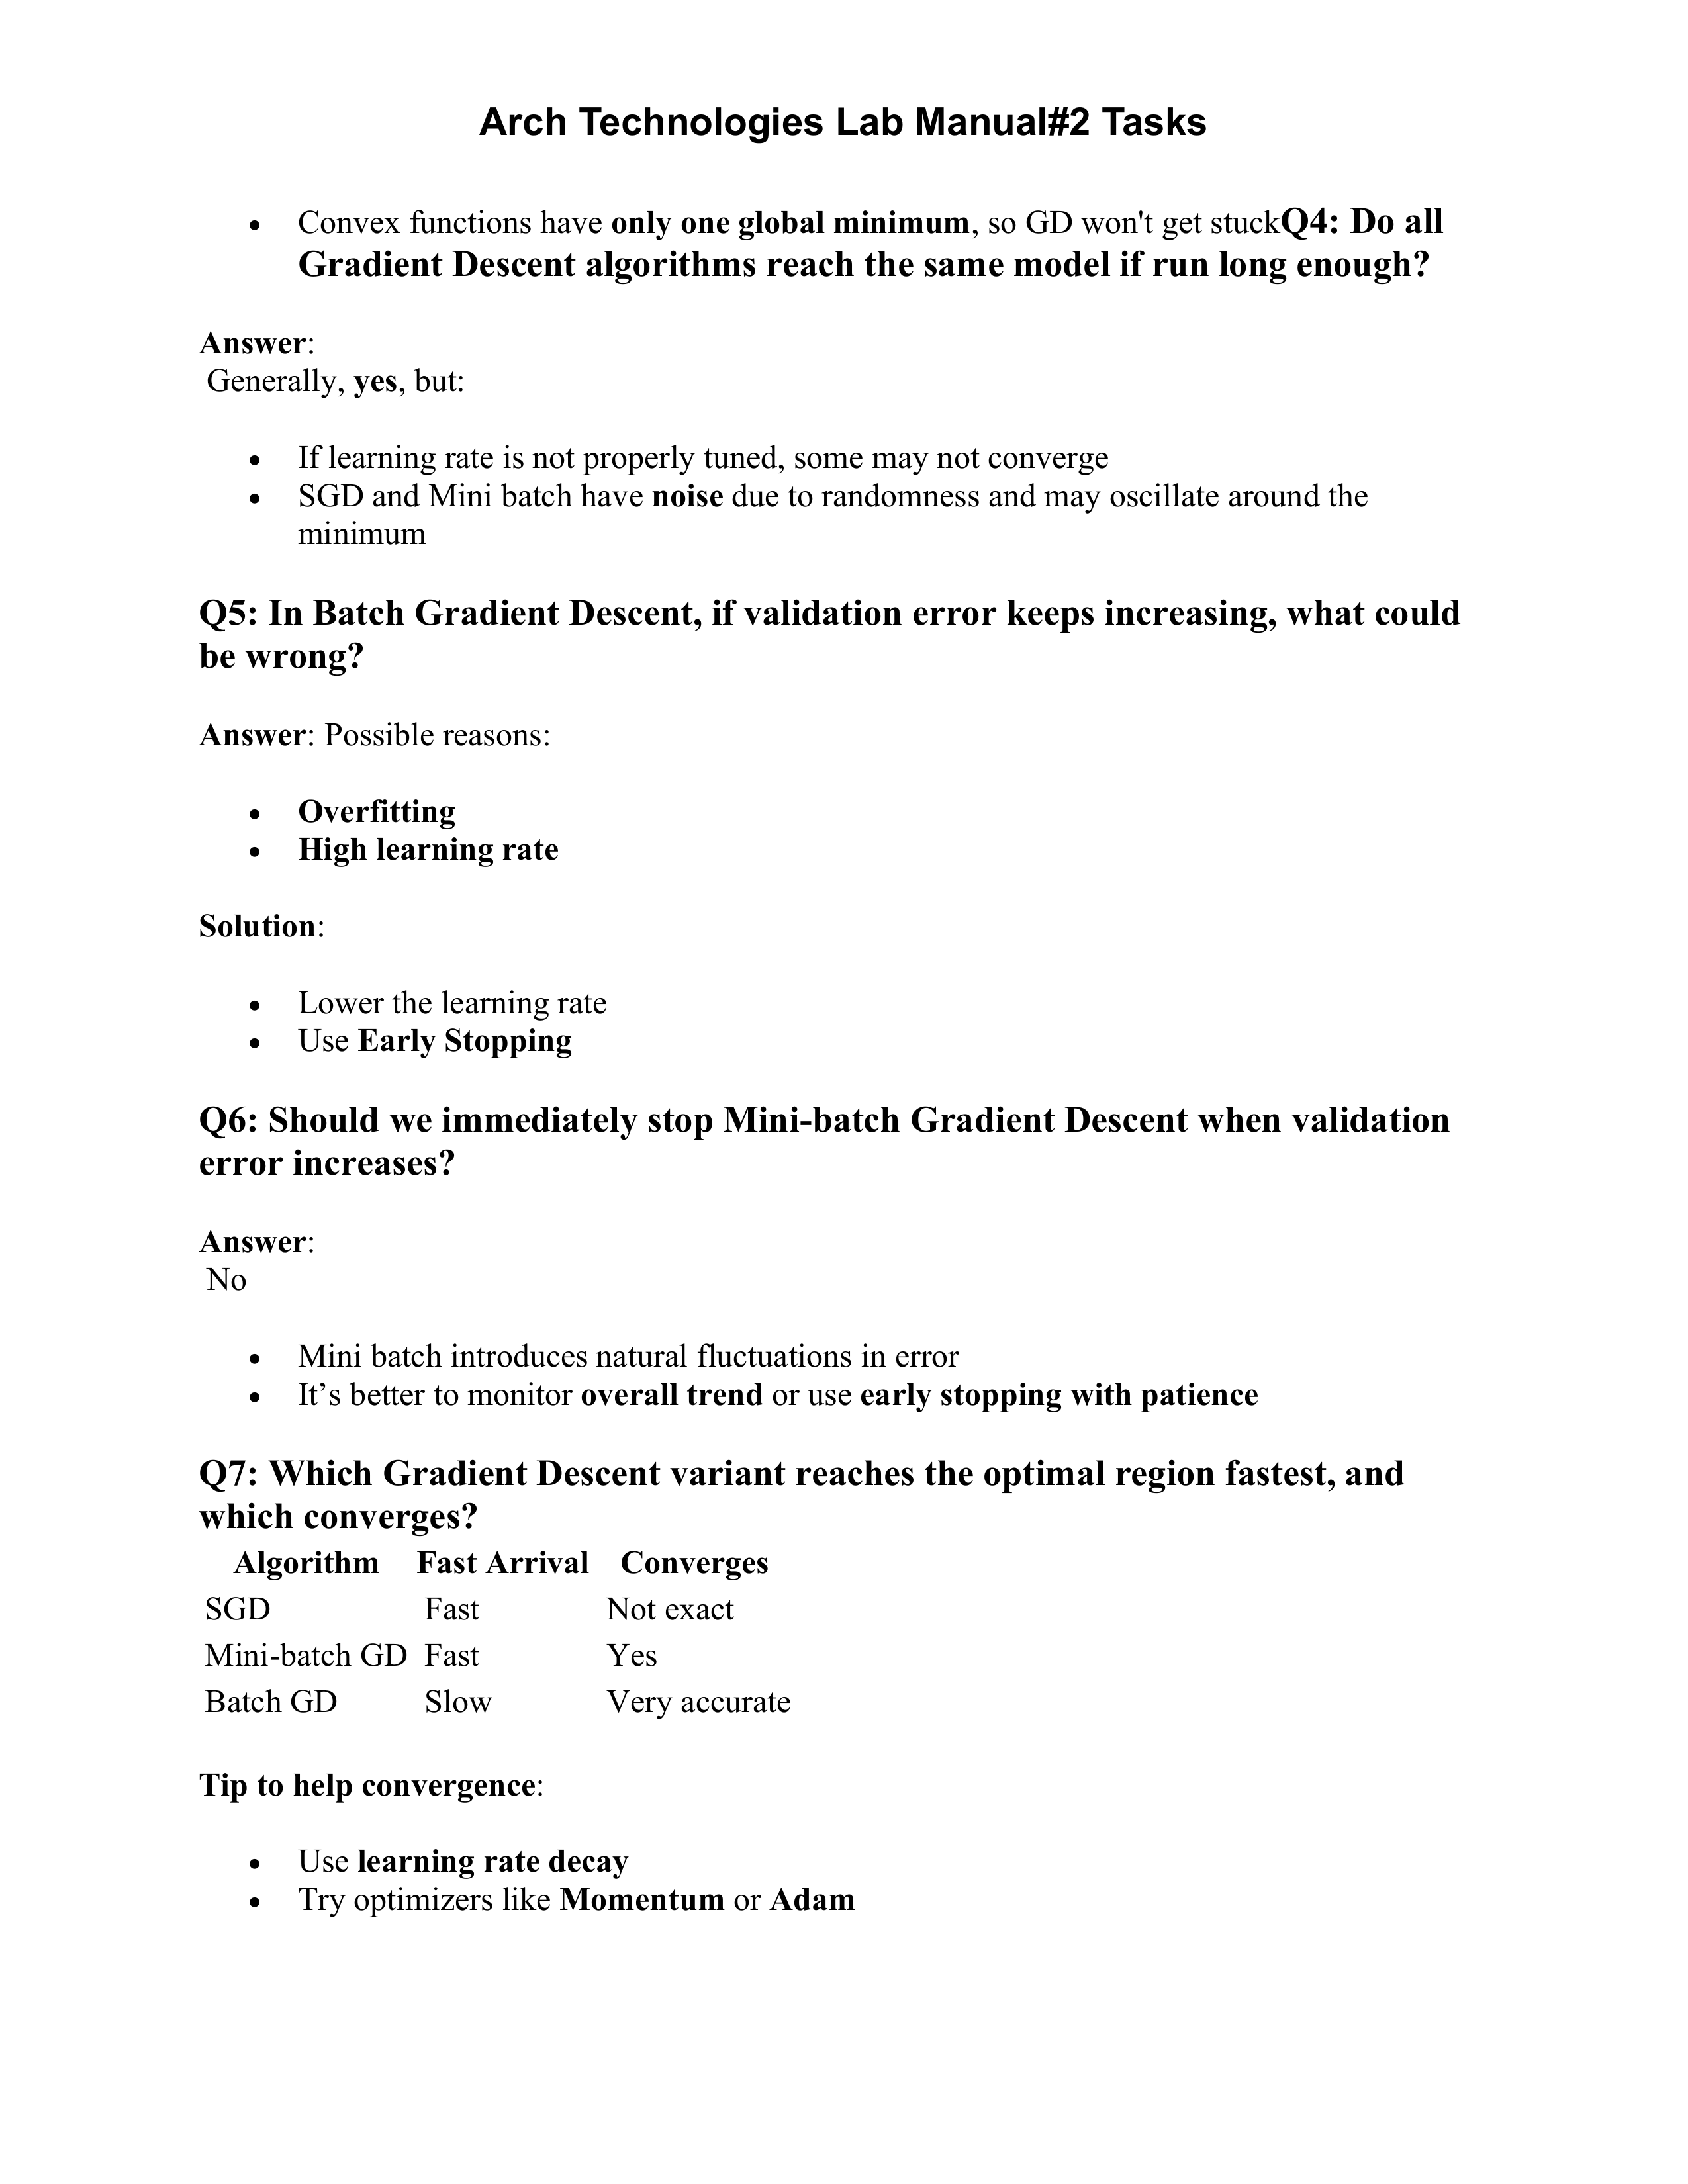 Arch Technologies Lab Manual#2 Tasks
• Convex functions have only one global minimum, so GD won't get stuckQ4: Do all
Gradient Descent algorithms reach the same model if run long enough?
Answer:
Generally, yes, but:
• If learning rate is not properly tuned, some may not converge
• SGD and Mini batch have noise due to randomness and may oscillate around the
minimum
Q5: In Batch Gradient Descent, if validation error keeps increasing, what could
be wrong?
Answer: Possible reasons:
• Overfitting
• High learning rate
Solution:
• Lower the learning rate
• Use Early Stopping
Q6: Should we immediately stop Mini-batch Gradient Descent when validation
error increases?
Answer:
No
• Mini batch introduces natural fluctuations in error
• It’s better to monitor overall trend or use early stopping with patience
Q7: Which Gradient Descent variant reaches the optimal region fastest, and
which converges?
Algorithm Fast Arrival Converges
SGD Fast Not exact
Mini-batch GD Fast Yes
Batch GD Slow Very accurate
Tip to help convergence:
• Use learning rate decay
• Try optimizers like Momentum or Adam